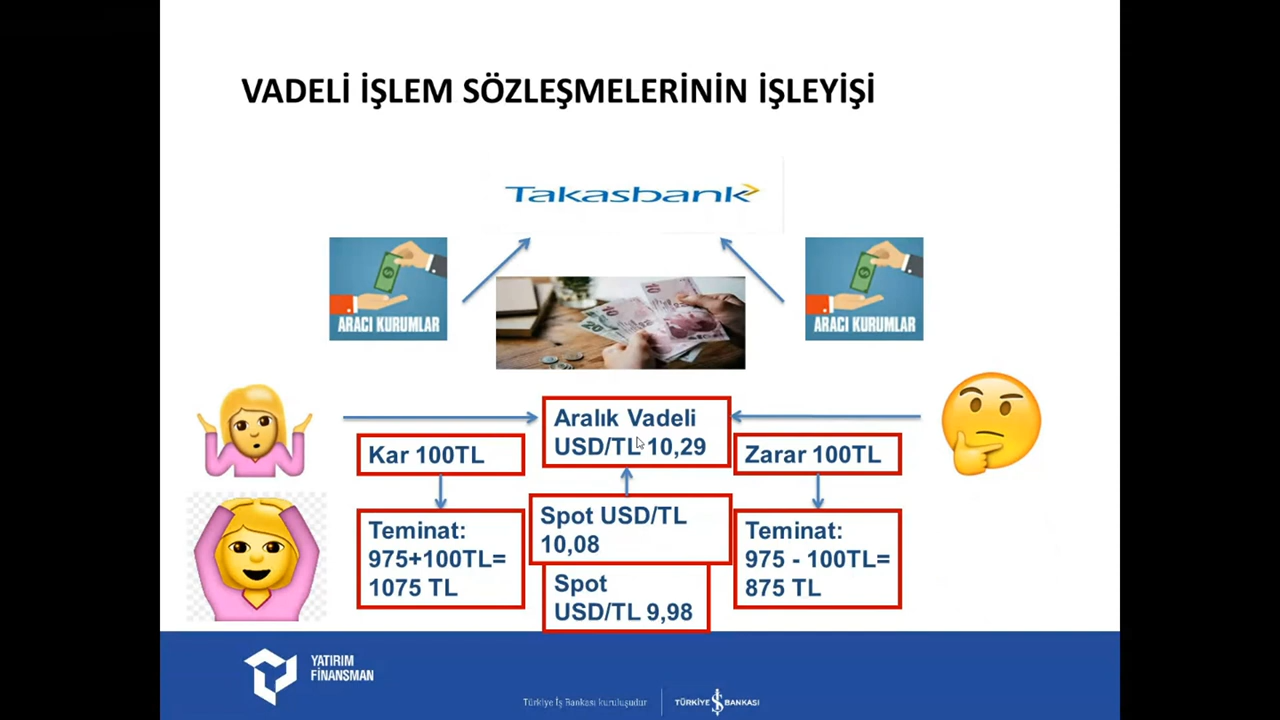 VADELİ İŞLEM SÖZLEŞMELERİNİN İŞLEYİŞİ
Takasbank
ARACI KURUMLAR
ARACI KURUMLAR
Aralık Vadeli
USD/TL 10,29
Kar 100TL
Zarar 100TL
Teminat:
975+100TL=
1075 TL
Spot USD/TL
10,08
Spot
USD/TL 9,98
Teminat:
975 - 100TL=
875 TL
YATIRIM
FİNANSMAN
Türkiye İş Bankası kuruluşudur
TÜRKİYE İŞ BANKASI